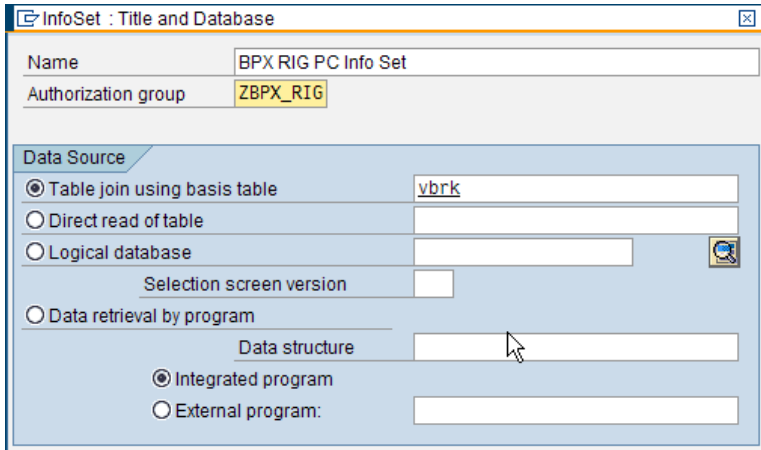 InfoSet : Title and Database
Name BPX RIG PC Info Set
Authorization group ZBPX_RIG
Data Source
Table join using basis table vbrk
Direct read of table
Logical database
Selection screen version
Data retrieval by program
Data structure
Integrated program
External program: